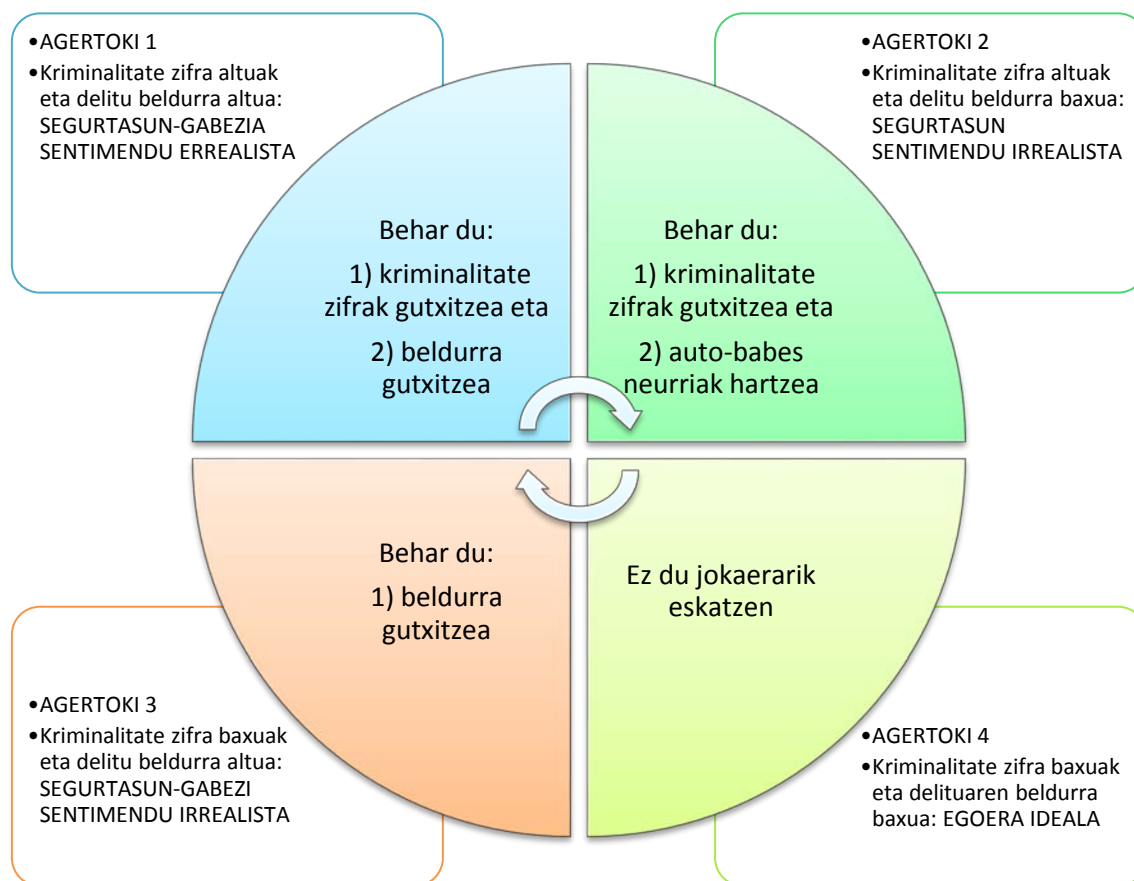 •AGERTOKI 1
•Kriminalitate zifra altuak
eta delitu beldurra altua:
SEGURTASUN-GABEZIA
SENTIMENDU ERREALISTA
•AGERTOKI 2
•Kriminalitate zifra altuak
eta delitu beldurra baxua:
SEGURTASUN
SENTIMENDU IRREALISTA
Behar du:
1) kriminalitate
zifrak gutxitzea eta
2) beldurra
gutxitzea
Behar du:
1) kriminalitate
zifrak gutxitzea eta
2) auto-babes
neurriak hartzea
Behar du:
1) beldurra
gutxitzea
Ez du jokaerarik
eskatzen
•AGERTOKI 3
•Kriminalitate zifra baxuak
eta delitu beldurra altua:
SEGURTASUN-GABEZI
SENTIMENDU IRREALISTA
•AGERTOKI 4
•Kriminalitate zifra baxuak
eta delituaren beldurra
baxua: EGOERA IDEALA